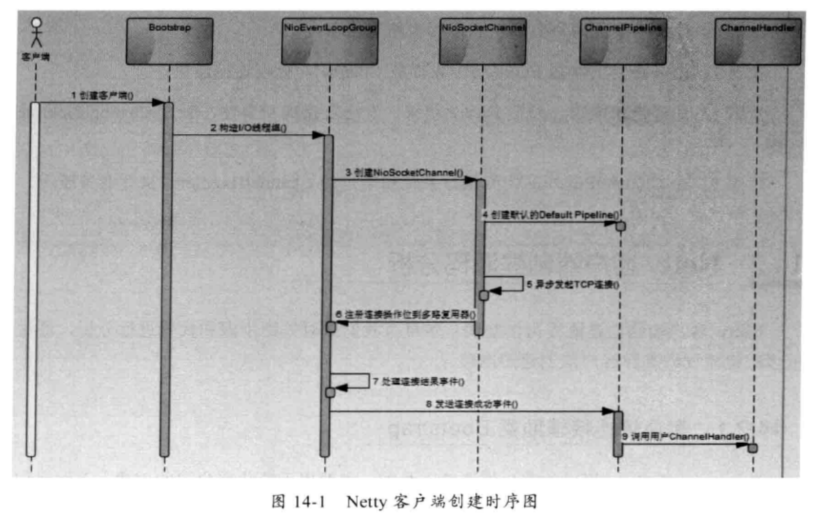 Bootstrap
NioEventLoopGroup
NioSocketChannel
ChannelPipeline
ChannelHandler
客户端
1 创建客户端()
2 构造I/O线程组()
3 创建NioSocketChannel()
4 创建默认的Default Pipeline()
5 异步发起TCP连接()
6 注册连接操作位到多路复用器()
7 处理连接结果事件()
8 发送连接成功事件()
9 调用用户ChannelHandler()
图 14-1 Netty 客户端创建时序图